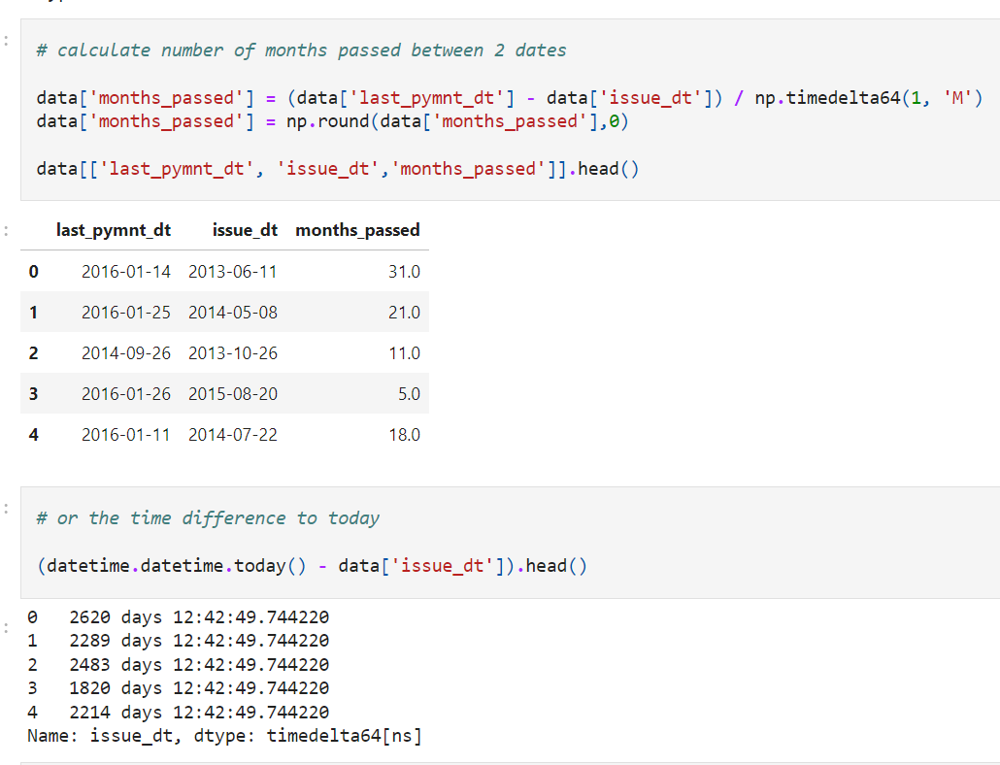 :
# calculate number of months passed between 2 dates
data['months_passed'] = (data['last_pymnt_dt'] - data['issue_dt']) / np.timedelta64(1, 'M')
data['months_passed'] = np.round(data['months_passed'],0)
data[['last_pymnt_dt', 'issue_dt','months_passed']].head()
:
last_pymnt_dt issue_dt months_passed
0 2016-01-14 2013-06-11 31.0
1 2016-01-25 2014-05-08 21.0
2 2014-09-26 2013-10-26 11.0
3 2016-01-26 2015-08-20 5.0
4 2016-01-11 2014-07-22 18.0
:
# or the time difference to today
(datetime.datetime.today() - data['issue_dt']).head()
:
0 2620 days 12:42:49.744220
1 2289 days 12:42:49.744220
2 2483 days 12:42:49.744220
3 1820 days 12:42:49.744220
4 2214 days 12:42:49.744220
Name: issue_dt, dtype: timedelta64[ns]